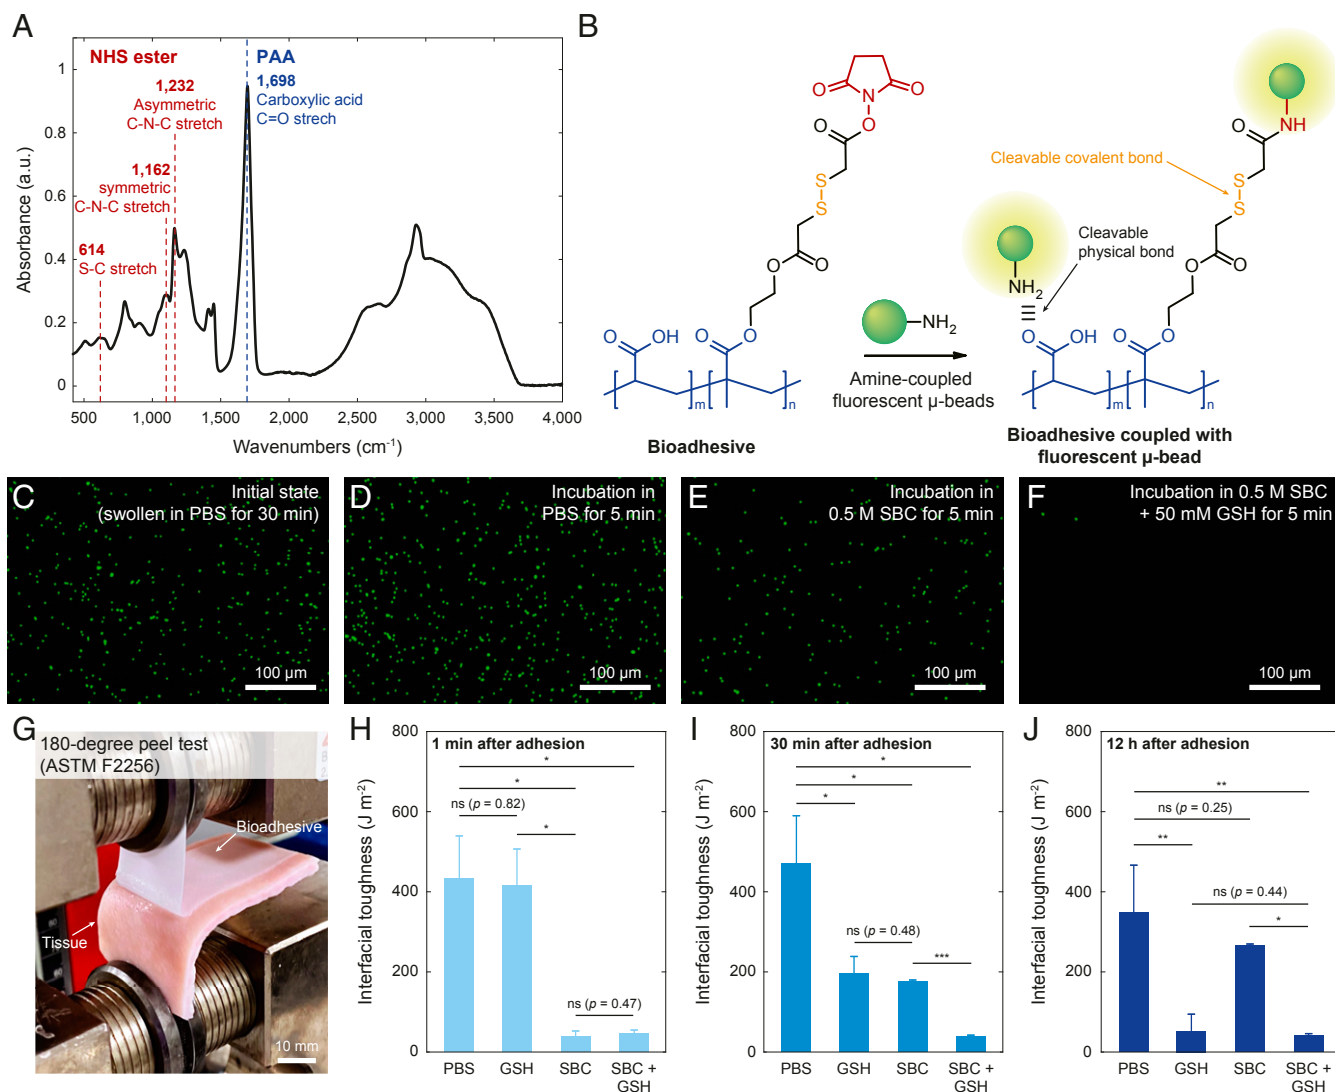 A
NHS ester
PAA
1,232
Asymmetric
C-N-C stretch
1,698
Carboxylic acid
C=O strech
1,162
symmetric
C-N-C stretch
614
S-C stretch
Absorbance (a.u.)
1
0.8
0.6
0.4
0.2
0
500
1,000
1,500
2,000
2,500
3,000
3,500
4,000
Wavenumbers (cm⁻¹)
B
O
N
O
O
O
S
S
O
O
O
OH
O
O
m
n
Bioadhesive
NH₂
Amine-coupled
fluorescent µ-beads
Cleavable covalent bond
Cleavable
physical bond
O
NH
S
S
O
O
NH₂
O
OH
O
O
m
n
Bioadhesive coupled with
fluorescent µ-bead
C
Initial state
(swollen in PBS for 30 min)
100 µm
D
Incubation in
PBS for 5 min
100 µm
E
Incubation in
0.5 M SBC for 5 min
100 µm
F
Incubation in 0.5 M SBC
+ 50 mM GSH for 5 min
100 µm
G
180-degree peel test
(ASTM F2256)
Bioadhesive
Tissue
10 mm
H
1 min after adhesion
Interfacial toughness (J m⁻²)
800
600
400
200
0
*
*
ns (p = 0.82)
*
ns (p = 0.47)
PBS
GSH
SBC
SBC +
GSH
I
30 min after adhesion
Interfacial toughness (J m⁻²)
800
600
400
200
0
*
*
*
ns (p = 0.48)
***
PBS
GSH
SBC
SBC +
GSH
J
12 h after adhesion
Interfacial toughness (J m⁻²)
800
600
400
200
0
**
ns (p = 0.25)
**
ns (p = 0.44)
*
PBS
GSH
SBC
SBC +
GSH